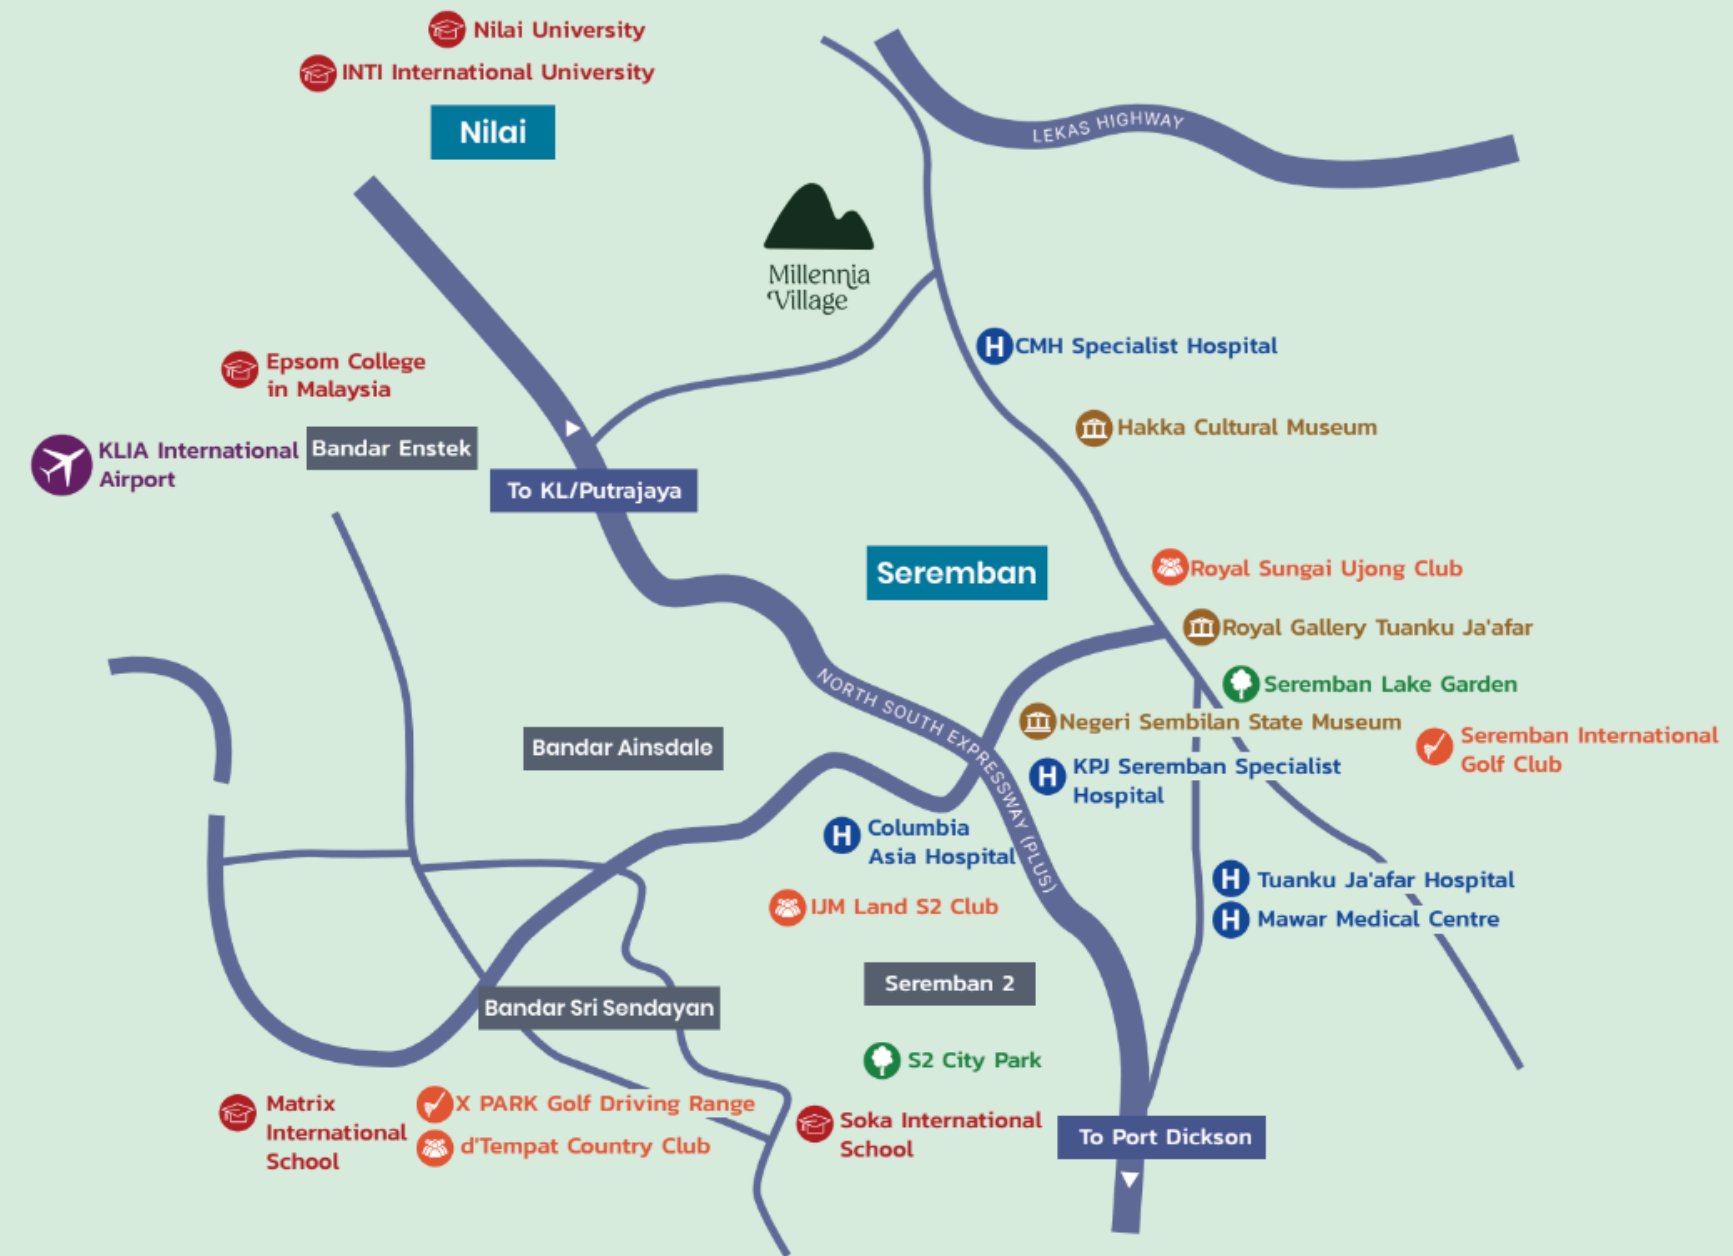 Nilai University
INTI International University
Nilai
LEKAS HIGHWAY
Millennia
Village
H CMH Specialist Hospital
Epsom College
in Malaysia
Hakka Cultural Museum
KLIA International
Airport
Bandar Enstek
To KL/Putrajaya
Seremban
Royal Sungai Ujong Club
Royal Gallery Tuanku Ja'afar
Seremban Lake Garden
NORTH SOUTH EXPRESSWAY (PLUS)
Negeri Sembilan State Museum
Seremban International
Golf Club
Bandar Ainsdale
H KPJ Seremban Specialist
Hospital
H Columbia
Asia Hospital
H Tuanku Ja'afar Hospital
IJM Land S2 Club
H Mawar Medical Centre
Seremban 2
Bandar Sri Sendayan
S2 City Park
Matrix
International
School
X PARK Golf Driving Range
d'Tempat Country Club
Soka International
School
To Port Dickson